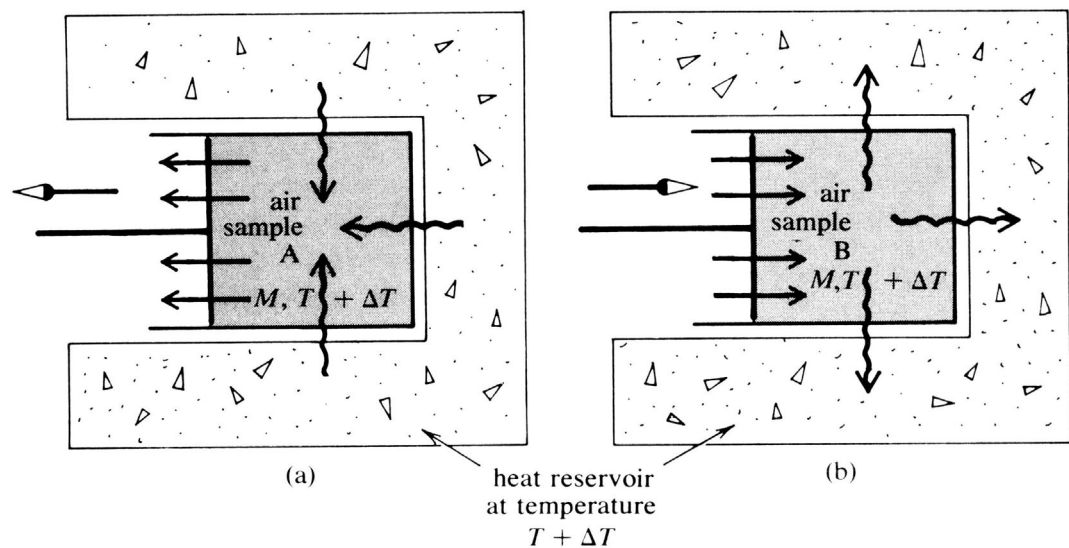 air
sample
A
M, T + ΔT
(a)
air
sample
B
M,T + ΔT
(b)
heat reservoir
at temperature
T + ΔT